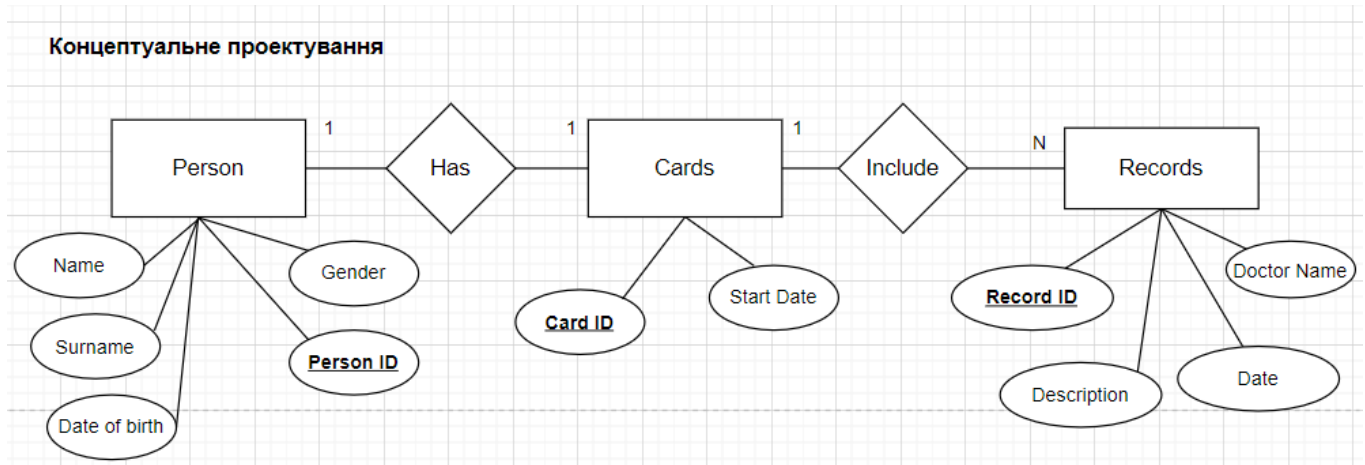 Концептуальне проектування
1
1
1
N
Person
Has
Cards
Include
Records
Name
Gender
Surname
Person ID
Date of birth
Card ID
Start Date
Record ID
Doctor Name
Description
Date